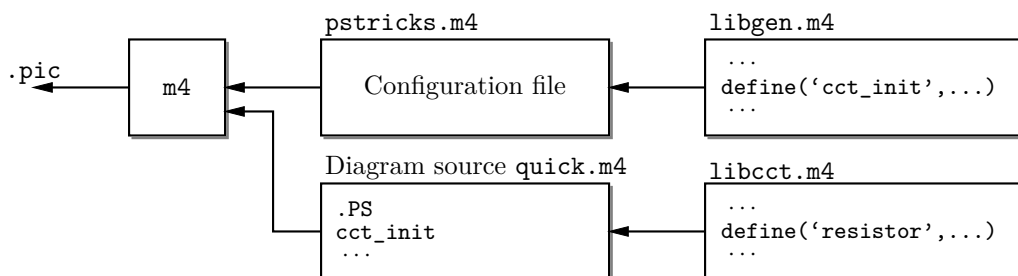 pstricks.m4
libgen.m4
.pic
m4
Configuration file
...
define(‘cct_init’,...)
...
Diagram source quick.m4
libcct.m4
.PS
cct_init
...
...
define(‘resistor’,...)
...